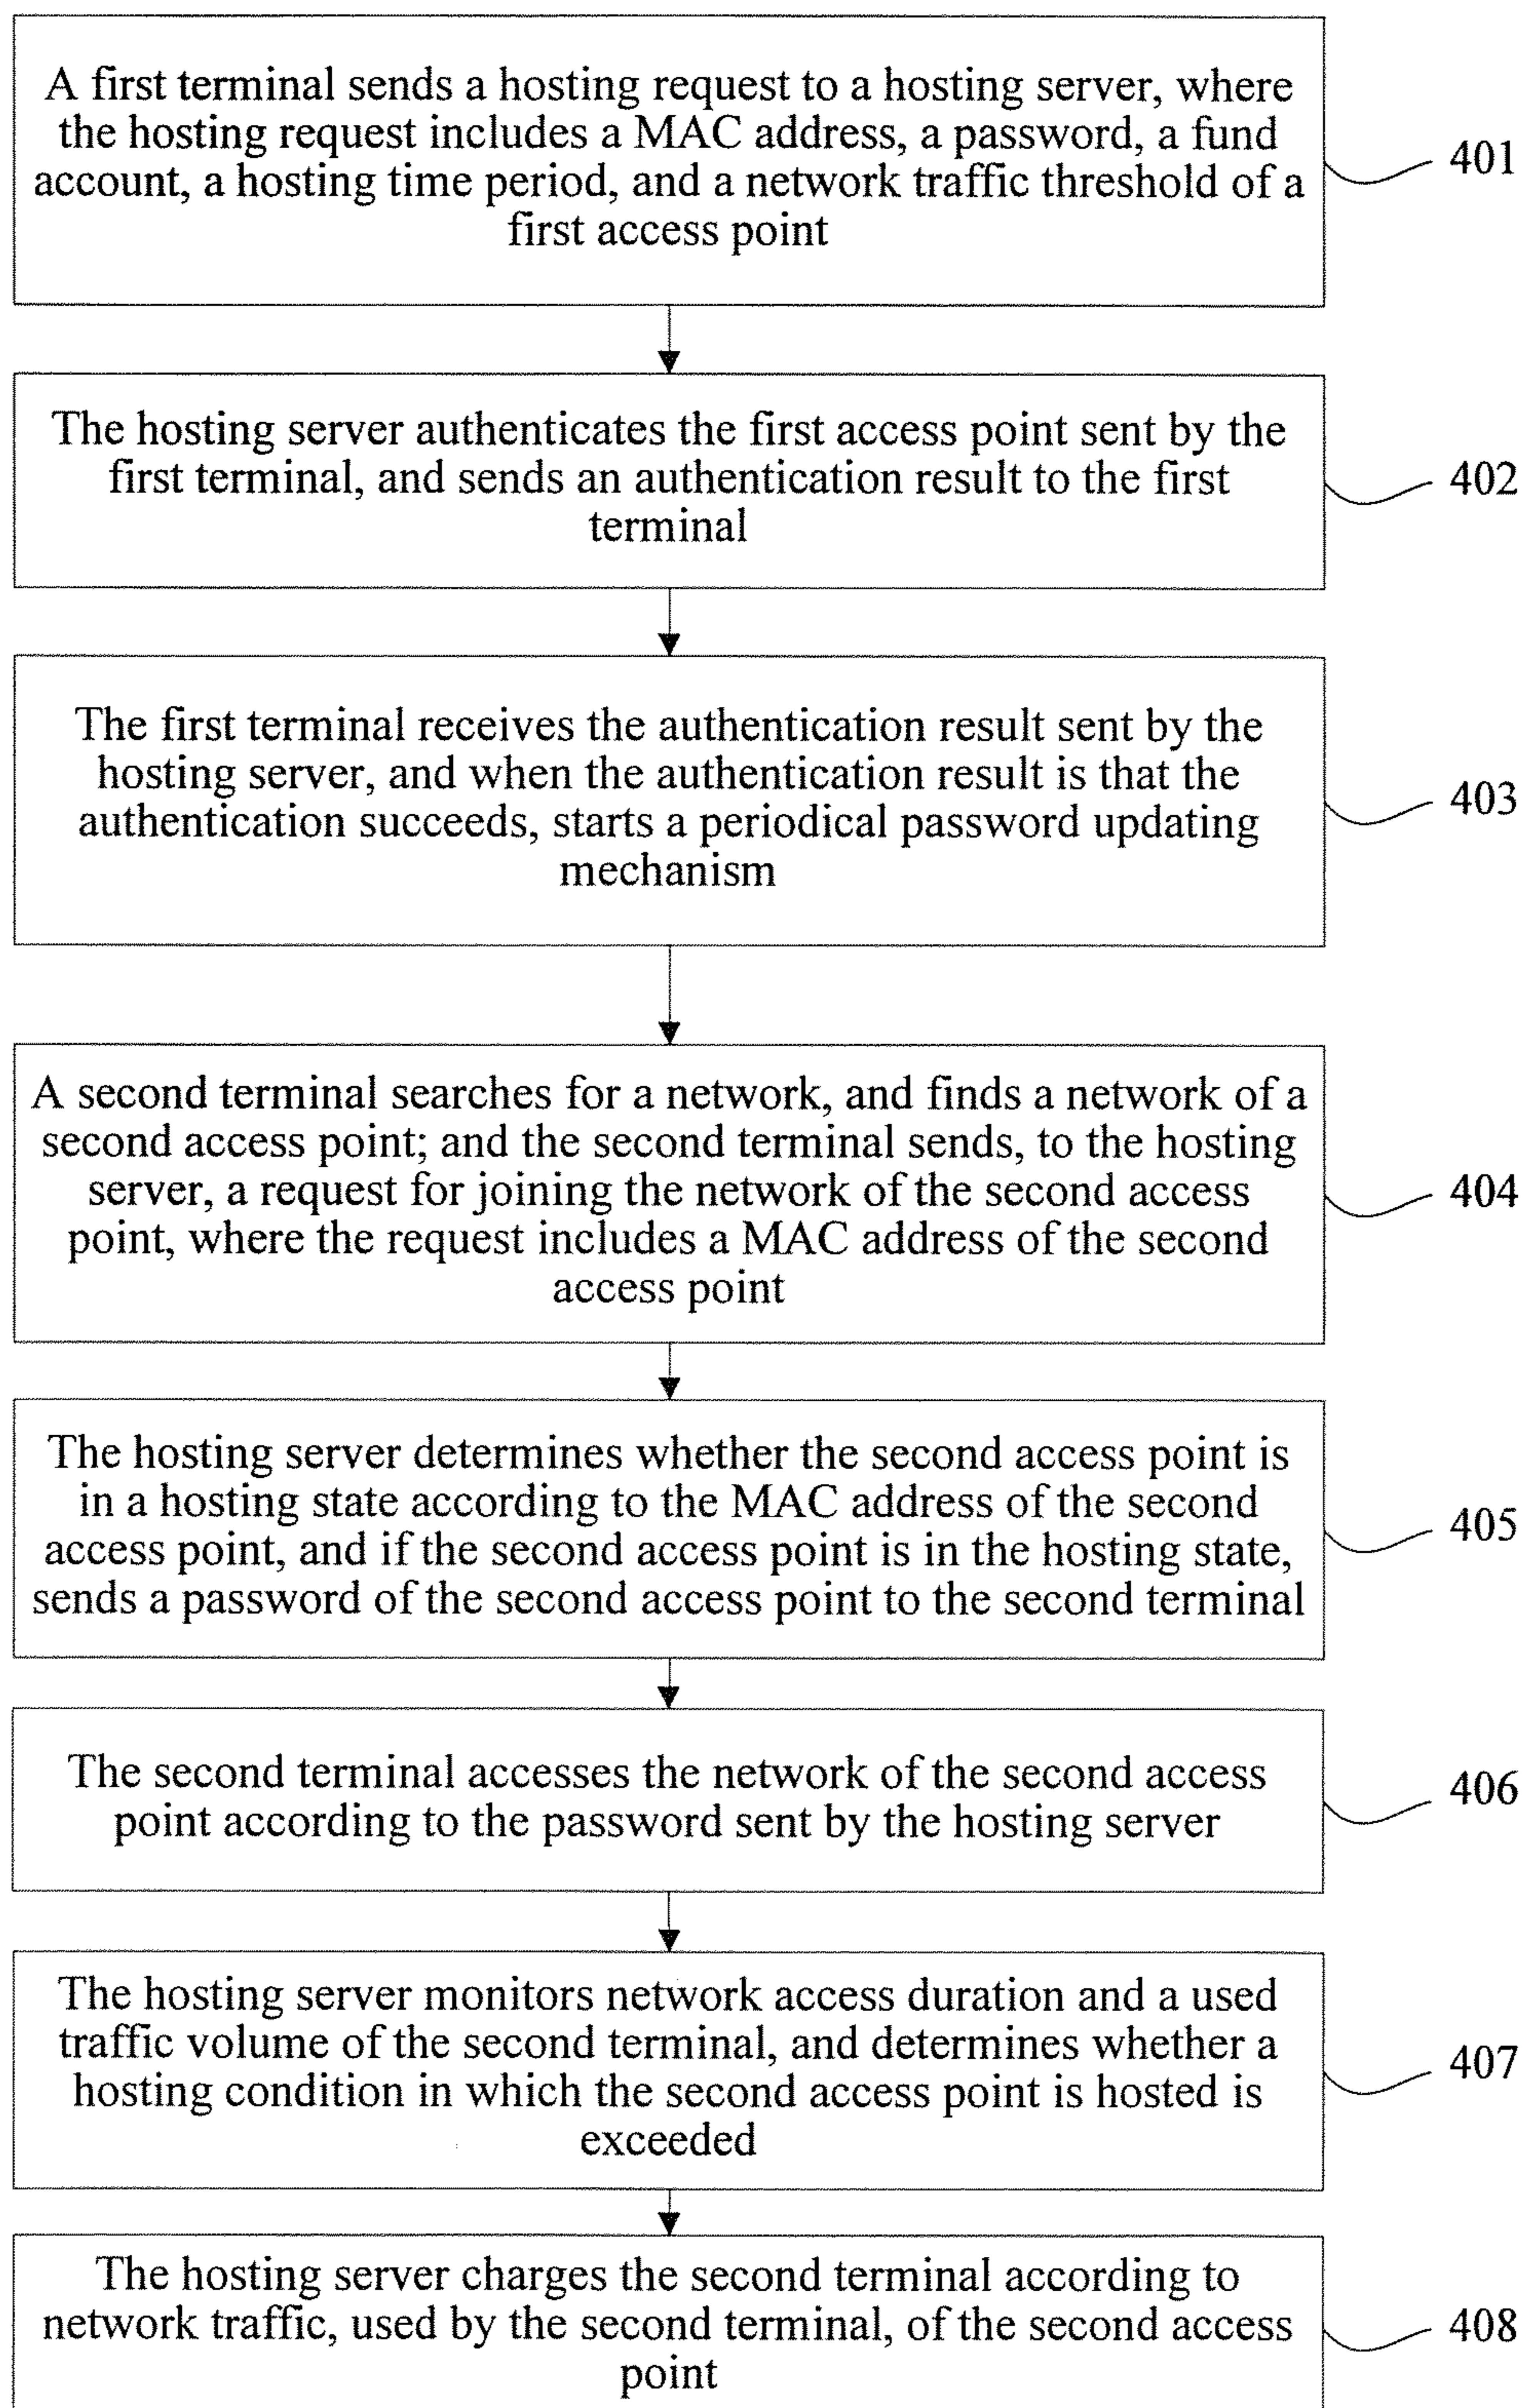 A first terminal sends a hosting request to a hosting server, where
the hosting request includes a MAC address, a password, a fund
account, a hosting time period, and a network traffic threshold of a
first access point
401
The hosting server authenticates the first access point sent by the
first terminal, and sends an authentication result to the first
terminal
402
The first terminal receives the authentication result sent by the
hosting server, and when the authentication result is that the
authentication succeeds, starts a periodical password updating
mechanism
403
A second terminal searches for a network, and finds a network of a
second access point; and the second terminal sends, to the hosting
server, a request for joining the network of the second access
point, where the request includes a MAC address of the second
access point
404
The hosting server determines whether the second access point is
in a hosting state according to the MAC address of the second
access point, and if the second access point is in the hosting state,
sends a password of the second access point to the second terminal
405
The second terminal accesses the network of the second access
point according to the password sent by the hosting server
406
The hosting server monitors network access duration and a used
traffic volume of the second terminal, and determines whether a
hosting condition in which the second access point is hosted is
exceeded
407
The hosting server charges the second terminal according to
network traffic, used by the second terminal, of the second access
point
408